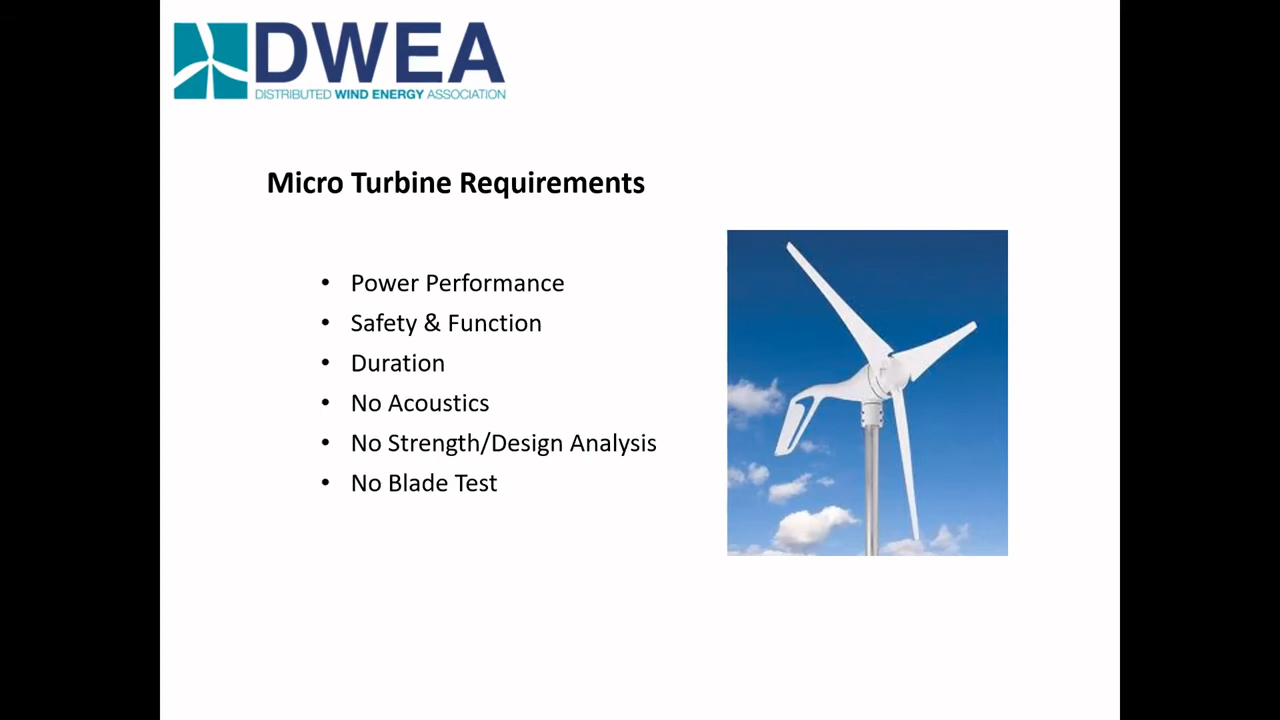 DWEA
DISTRIBUTED WIND ENERGY ASSOCIATION
Micro Turbine Requirements
• Power Performance
• Safety & Function
• Duration
• No Acoustics
• No Strength/Design Analysis
• No Blade Test